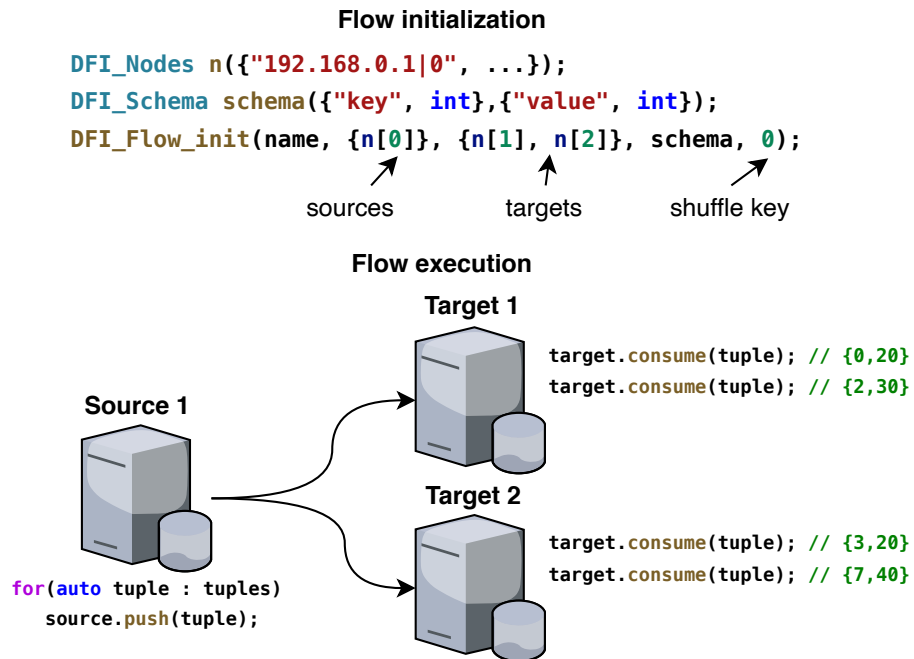 Flow initialization
DFI_Nodes n({"192.168.0.1|0", ...});
DFI_Schema schema({"key", int},{"value", int});
DFI_Flow_init(name, {n[0]}, {n[1], n[2]}, schema, 0);
sources targets shuffle key
Flow execution
Target 1
target.consume(tuple); // {0,20}
target.consume(tuple); // {2,30}
Source 1
for(auto tuple : tuples)
source.push(tuple);
Target 2
target.consume(tuple); // {3,20}
target.consume(tuple); // {7,40}